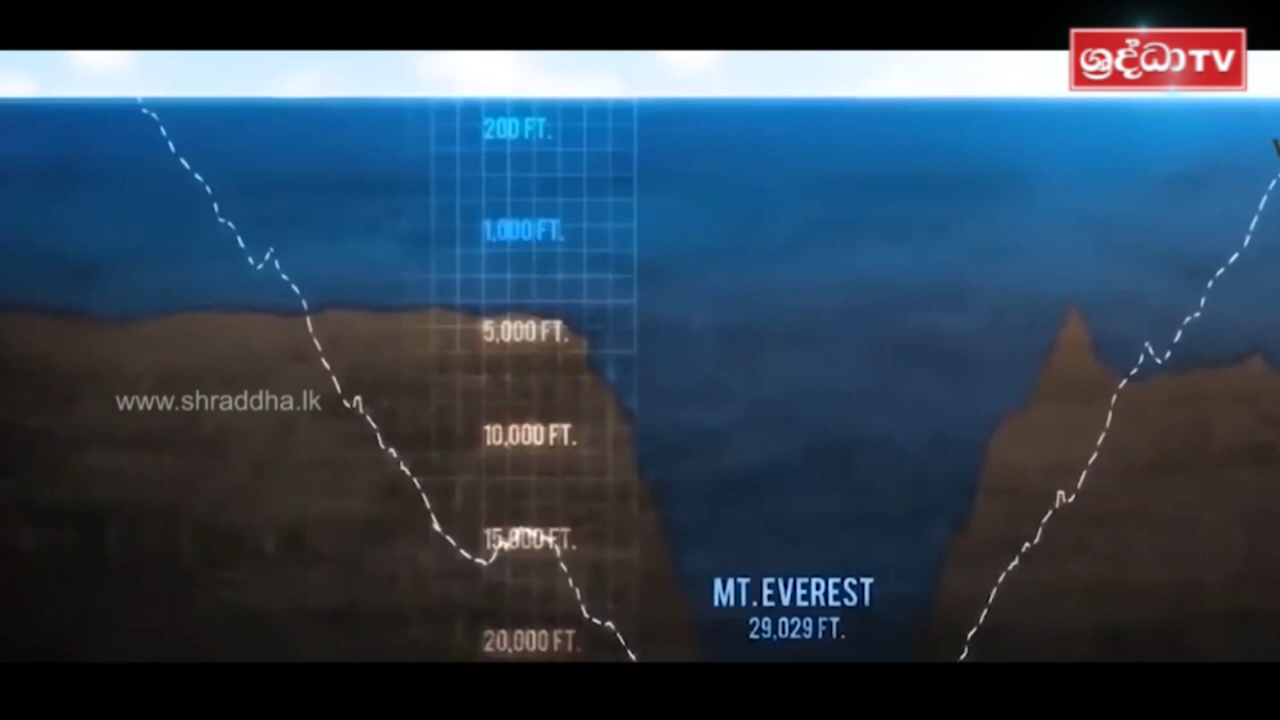 ශ්‍රද්ධා TV
200 FT.
1,000 FT.
5,000 FT.
www.shraddha.lk
10,000 FT.
15,000 FT.
MT. EVEREST
29,029 FT.
20,000 FT.